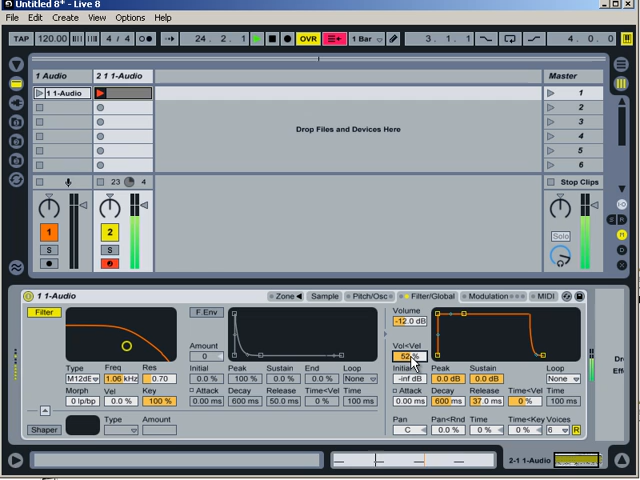 Untitled 8* - Live 8
File Edit Create View Options Help
TAP 120.00 4 / 4 24 . 2 . 1 OVR 1 Bar 3 . 1 . 1 4 . 0 . 0
1 Audio 2 1 1-Audio Master
1 1-Audio 1
2
Drop Files and Devices Here 3
4
5
6
23 4 Stop Clips
Solo
1 2
S S
1 1-Audio Zone Sample Pitch/Osc Filter/Global Modulation MIDI
Filter F.Env Volume
-12.0 dB
Amount Vol<Vel
0 52 %
Type Freq Res Initial Peak Sustain End Loop Initial Peak Sustain Loop
M12dE 1.06 kHz 0.70 0.0 % 100 % 0.0 % 0.0 % None -inf dB 0.0 dB 0.0 dB None
Morph Vel Key Attack Decay Release Time<Vel Time Attack Decay Release Time<Vel Time
0 lp/bp 0.0 % 100 % 0.00 ms 600 ms 50.0 ms 0 % 100 ms 0.00 ms 600 ms 37.0 ms 0 % 100 ms
Shaper Type Amount Pan Pan<Rnd Time Time<Key Voices
C 0.0 % 0 % 0.0 % 6 R
2-1 1-Audio